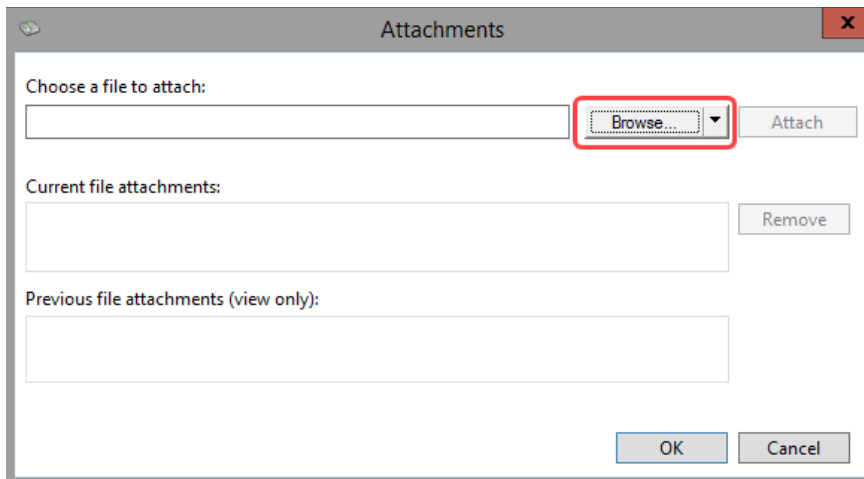 Attachments
x
Choose a file to attach:
Browse... Attach
Current file attachments:
Remove
Previous file attachments (view only):
OK Cancel